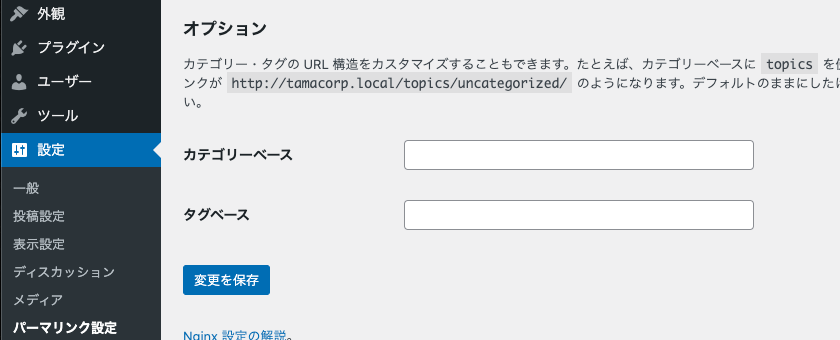 外観
プラグイン
ユーザー
ツール
設定
一般
投稿設定
表示設定
ディスカッション
メディア
パーマリンク設定
オプション
カテゴリー・タグの URL 構造をカスタマイズすることもできます。たとえば、カテゴリーベースに topics を
ンクが http://tamacorp.local/topics/uncategorized/ のようになります。デフォルトのままにした
い。
カテゴリーベース
タグベース
変更を保存
Nginx 設定の解説。